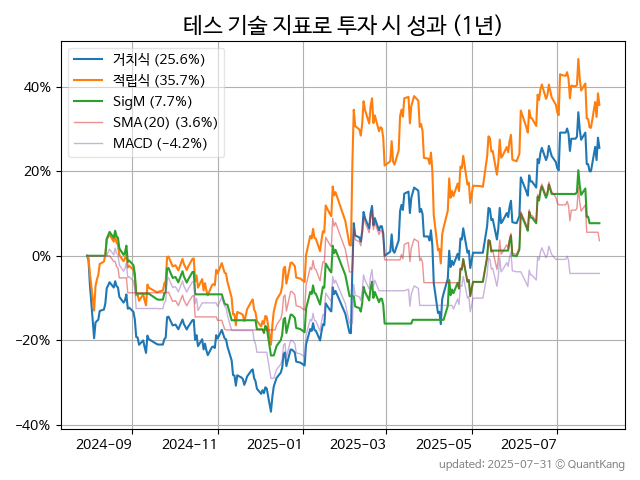 테스 기술 지표로 투자 시 성과 (1년)
거치식 (25.6%)
적립식 (35.7%)
SigM (7.7%)
SMA(20) (3.6%)
MACD (−4.2%)
40%
20%
0%
−20%
−40%
2024-09 2024-11 2025-01 2025-03 2025-05 2025-07
updated: 2025-07-31 © QuantKang